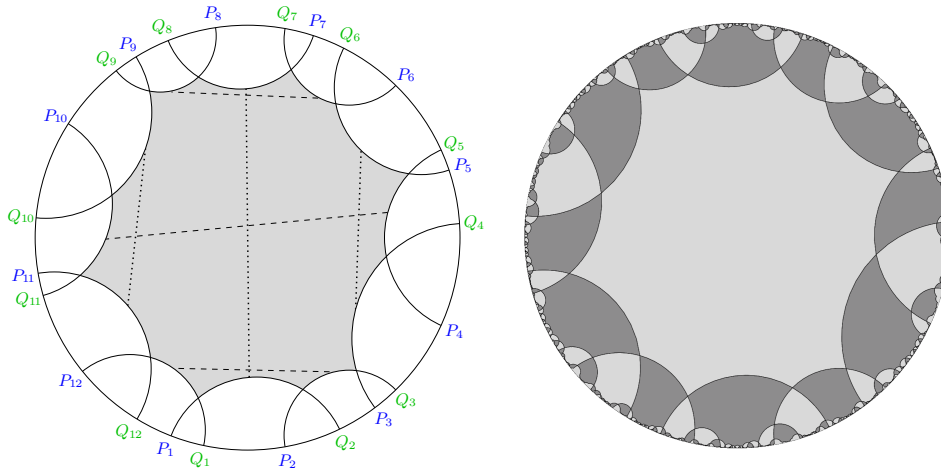 Q₇
P₈
P₇
Q₈
Q₆
P₉
Q₉
P₆
P₁₀
Q₅
P₅
Q₁₀
Q₄
P₁₁
Q₁₁
P₄
P₁₂
Q₃
P₃
Q₁₂
P₁
Q₂
Q₁
P₂